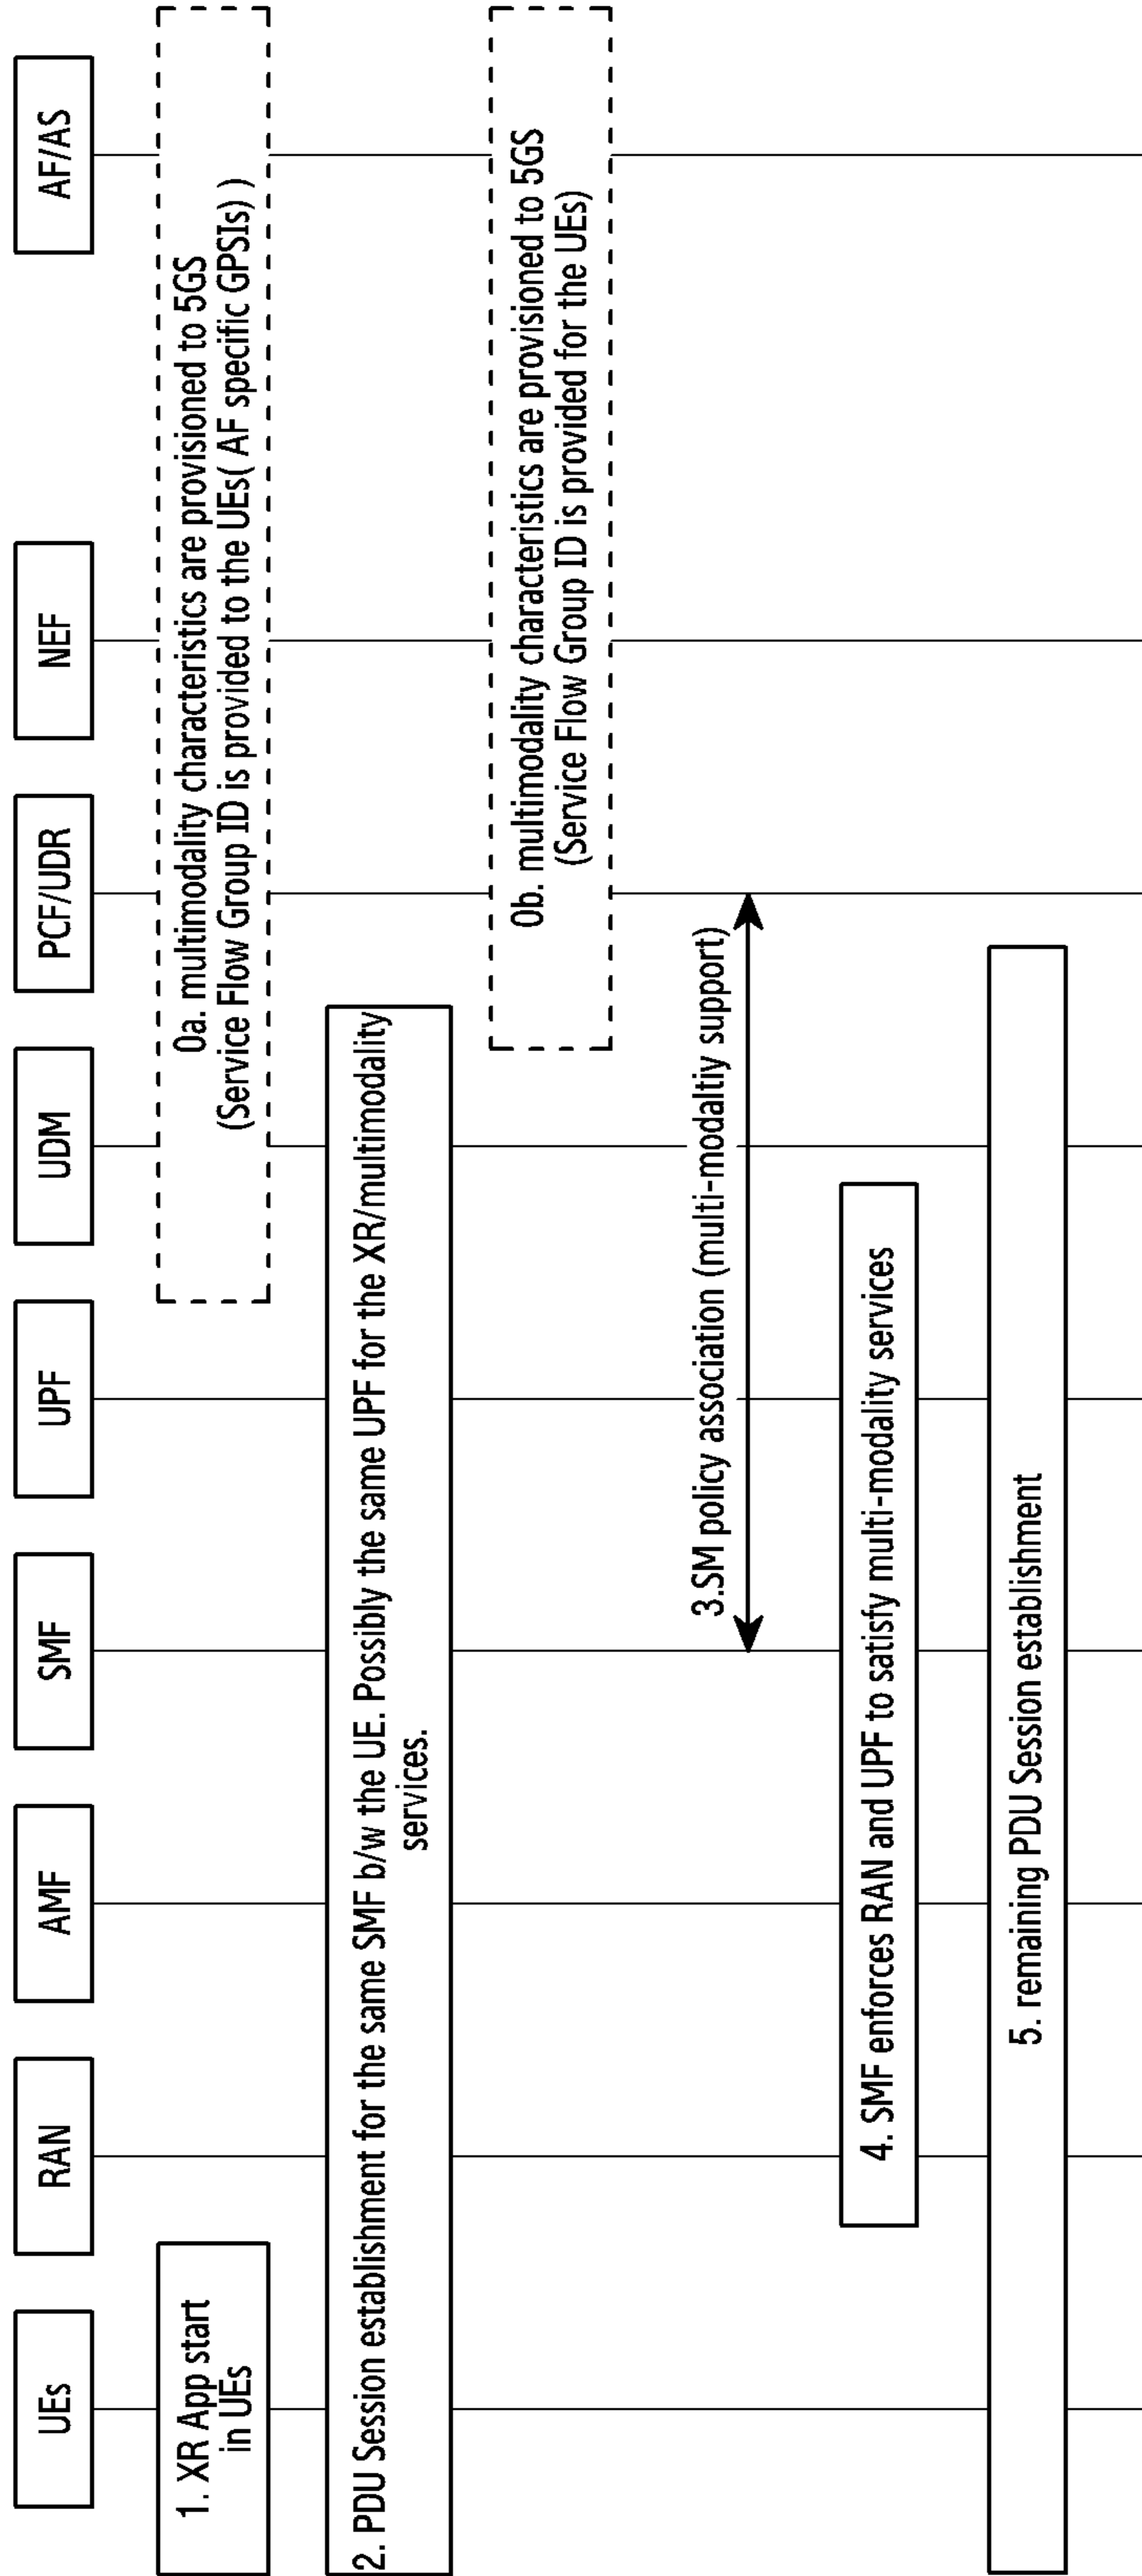 UEs
RAN
AMF
SMF
UPF
UDM
PCF/UDR
NEF
AF/AS
1. XR App start
in UEs
0a. multimodality characteristics are provisioned to 5GS
(Service Flow Group ID is provided to the UEs( AF specific GPSIs) )
2. PDU Session establishment for the same SMF b/w the UE. Possibly the same UPF for the XR/multimodality
services.
0b. multimodality characteristics are provisioned to 5GS
(Service Flow Group ID is provided for the UEs)
3.SM policy association (multi-modaltiy support)
4. SMF enforces RAN and UPF to satisfy multi-modality services
5. remaining PDU Session establishment